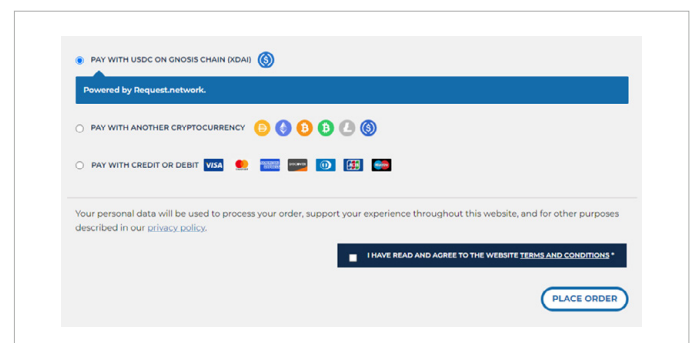 PAY WITH USDC ON GNOSIS CHAIN (XDAI)
Powered by Request.network.
PAY WITH ANOTHER CRYPTOCURRENCY
PAY WITH CREDIT OR DEBIT VISA
Your personal data will be used to process your order, support your experience throughout this website, and for other purposes
described in our privacy policy.
I HAVE READ AND AGREE TO THE WEBSITE TERMS AND CONDITIONS *
PLACE ORDER